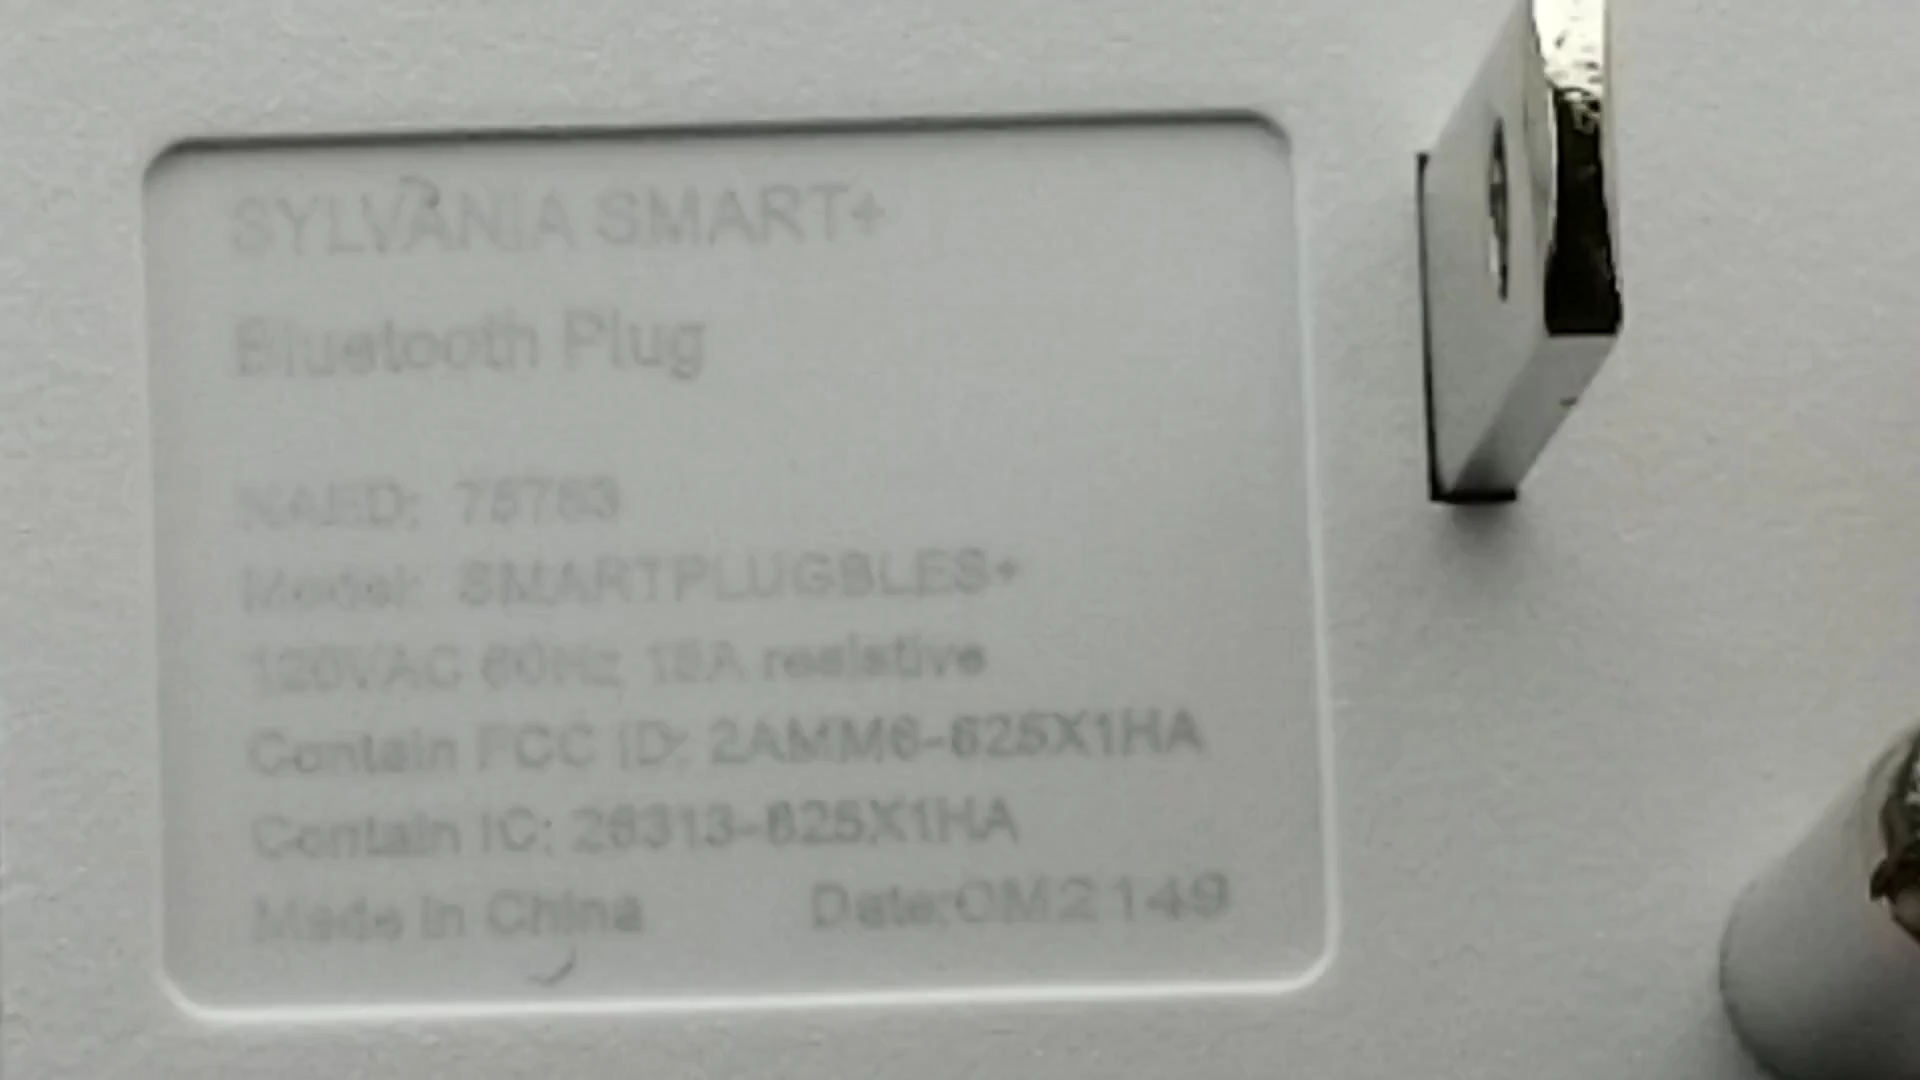 SYLVANIA SMART+
Bluetooth Plug
NAED: 75763
Model: SMARTPLUGBLES+
120VAC 60Hz 15A resistive
Contain FCC ID: 2AMM6-625X1HA
Contain IC: 26313-625X1HA
Made in China Date:CM2149